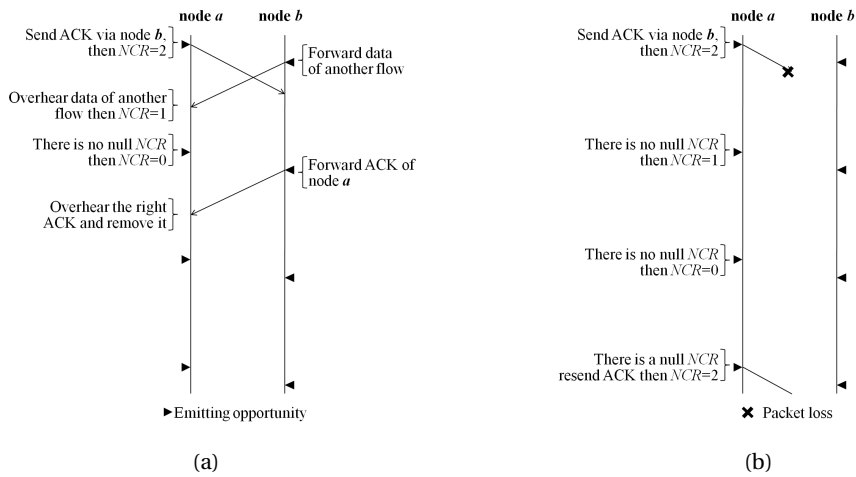 node a
node b
Send ACK via node b,
then NCR=2
Forward data
of another flow
Overhear data of another
flow then NCR=1
There is no null NCR
then NCR=0
Forward ACK of
node a
Overhear the right
ACK and remove it
Emitting opportunity
(a)
node a
node b
Send ACK via node b,
then NCR=2
There is no null NCR
then NCR=1
There is no null NCR
then NCR=0
There is a null NCR
resend ACK then NCR=2
Packet loss
(b)